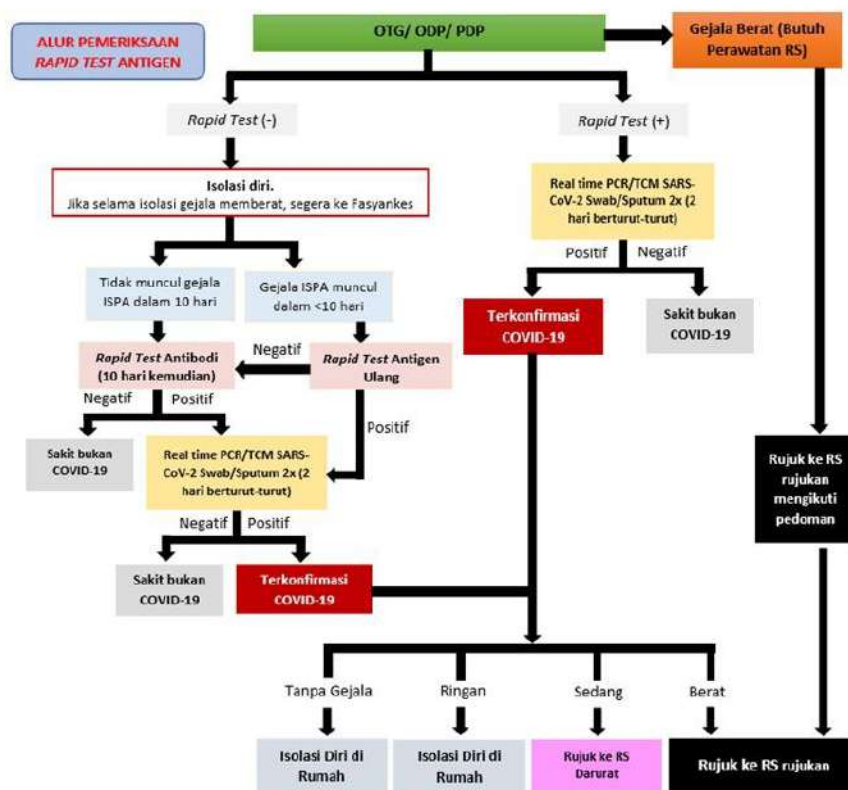 ALUR PEMERIKSAAN
RAPID TEST ANTIGEN
OTG/ ODP/ PDP
Gejala Berat (Butuh
Perawatan RS)
Rapid Test (-)
Rapid Test (+)
Isolasi diri.
Jika selama isolasi gejala memberat, segera ke Fasyankes
Real time PCR/TCM SARS-
CoV-2 Swab/Sputum 2x (2
hari berturut-turut)
Positif
Negatif
Tidak muncul gejala
ISPA dalam 10 hari
Gejala ISPA muncul
dalam <10 hari
Terkonfirmasi
COVID-19
Sakit bukan
COVID-19
Rapid Test Antibodi
(10 hari kemudian)
Negatif
Rapid Test Antigen
Ulang
Negatif
Positif
Positif
Sakit bukan
COVID-19
Real time PCR/TCM SARS-
CoV-2 Swab/Sputum 2x (2
hari berturut-turut)
Rujuk ke RS
rujukan
mengikuti
pedoman
Negatif
Positif
Sakit bukan
COVID-19
Terkonfirmasi
COVID-19
Tanpa Gejala
Ringan
Sedang
Berat
Isolasi Diri di
Rumah
Isolasi Diri di
Rumah
Rujuk ke RS
Darurat
Rujuk ke RS rujukan